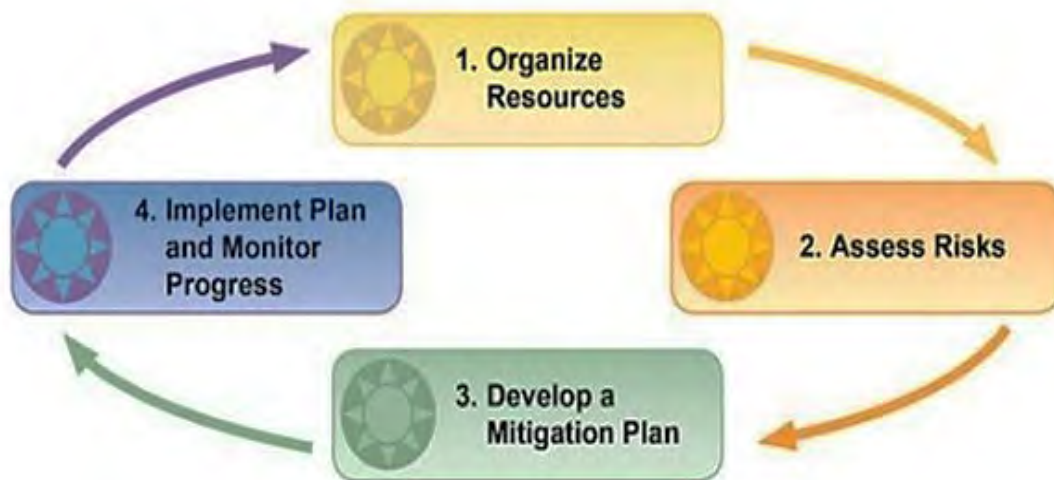 1. Organize
Resources
2. Assess Risks
3. Develop a
Mitigation Plan
4. Implement Plan
and Monitor
Progress